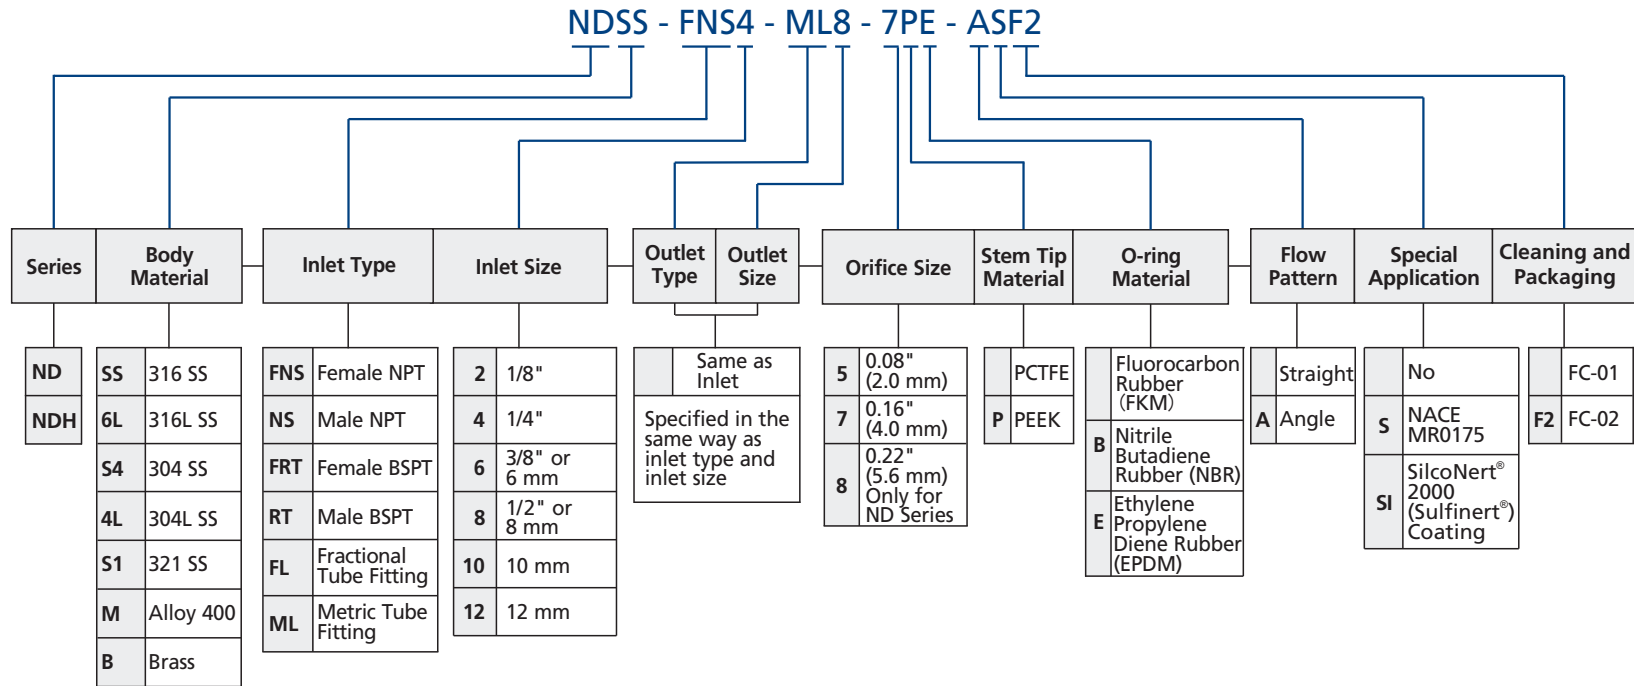 NDSS - FNS4 - ML8 - 7PE - ASF2
Series
Body
Material
Inlet Type
Inlet Size
Outlet
Type
Outlet
Size
Orifice Size
Stem Tip
Material
O-ring
Material
Flow
Pattern
Special
Application
Cleaning and
Packaging
ND
NDH
SS 316 SS
6L 316L SS
S4 304 SS
4L 304L SS
S1 321 SS
M Alloy 400
B Brass
FNS Female NPT
NS Male NPT
FRT Female BSPT
RT Male BSPT
FL Fractional
Tube Fitting
ML Metric Tube
Fitting
2 1/8"
4 1/4"
6 3/8" or
6 mm
8 1/2" or
8 mm
10 10 mm
12 12 mm
Same as
Inlet
Specified in the
same way as
inlet type and
inlet size
5 0.08"
(2.0 mm)
7 0.16"
(4.0 mm)
8 0.22"
(5.6 mm)
Only for
ND Series
PCTFE
P PEEK
Fluorocarbon
Rubber
(FKM)
B Nitrile
Butadiene
Rubber (NBR)
E Ethylene
Propylene
Diene Rubber
(EPDM)
Straight
A Angle
No
S NACE
MR0175
SI SilcoNert®
2000
(Sulfinert®)
Coating
FC-01
F2 FC-02